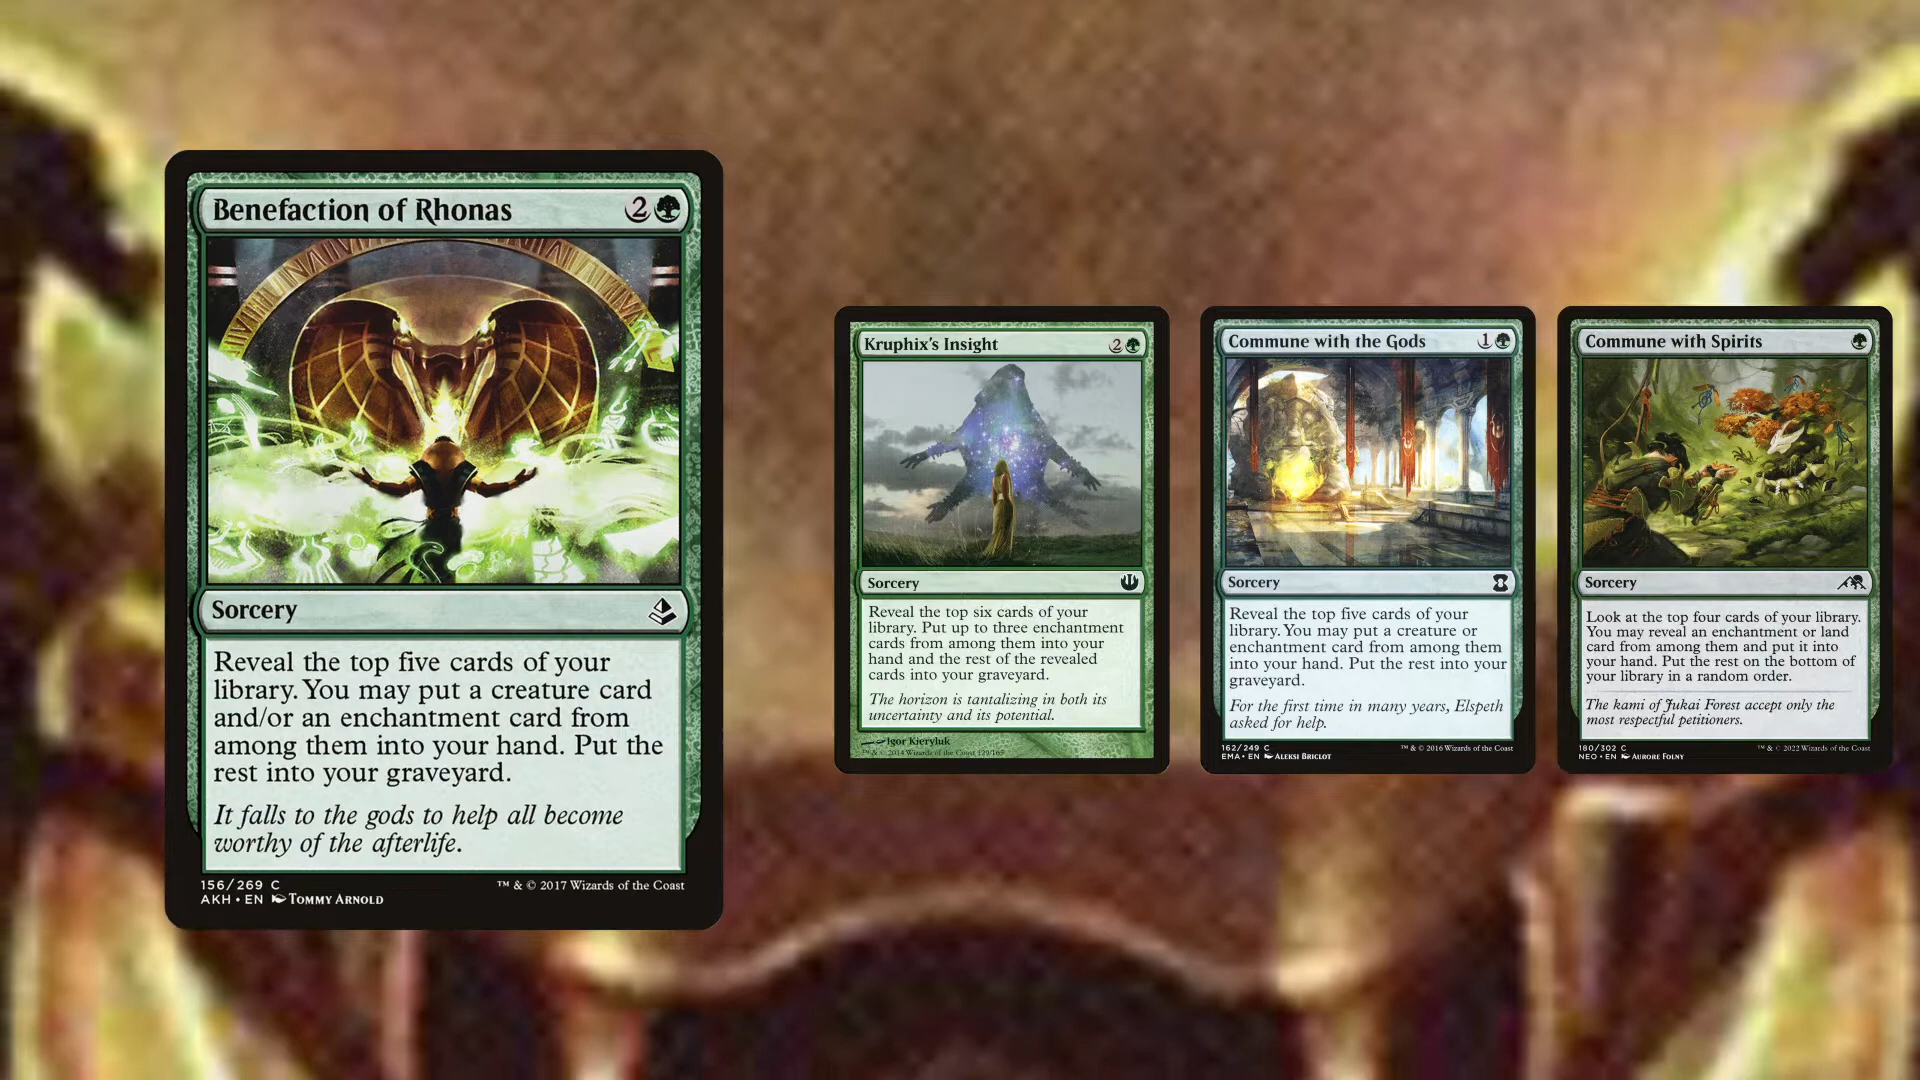 Benefaction of Rhonas 2
Sorcery
Reveal the top five cards of your
library. You may put a creature card
and/or an enchantment card from
among them into your hand. Put the
rest into your graveyard.
It falls to the gods to help all become
worthy of the afterlife.
156/269 C
™ & © 2017 Wizards of the Coast
AKH • EN Tommy Arnold
Kruphix's Insight 2
Sorcery
Reveal the top six cards of your
library. Put up to three enchantment
cards from among them into your
hand and the rest of the revealed
cards into your graveyard.
The horizon is tantalizing in both its
uncertainty and its potential.
Igor Kieryluk
™ & © 2014 Wizards of the Coast 129/165
Commune with the Gods 1
Sorcery
Reveal the top five cards of your
library. You may put a creature or
enchantment card from among them
into your hand. Put the rest into your
graveyard.
For the first time in many years, Elspeth
asked for help.
162/249 C
™ & © 2016 Wizards of the Coast
EMA • EN Aleksi Briclot
Commune with Spirits
Sorcery
Look at the top four cards of your library.
You may reveal an enchantment or land
card from among them and put it into
your hand. Put the rest on the bottom of
your library in a random order.
The kami of Jukai Forest accept only the
most respectful petitioners.
180/302 C
™ & © 2022 Wizards of the Coast
NEO • EN Aurore Folny